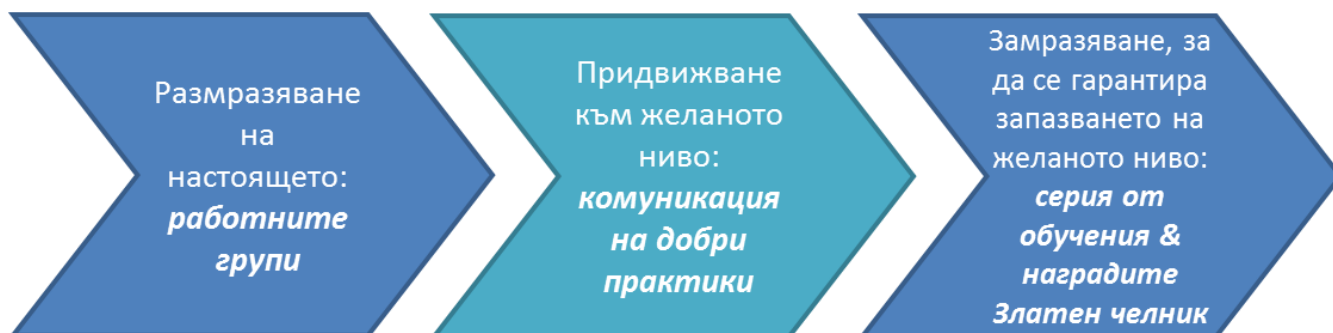 Размразяване
на
настоящето:
работните
групи
Придвижване
към желаното
ниво:
комуникация
на добри
практики
Замразяване, за
да се гарантира
запазването на
желаното ниво:
серия от
обучения &
наградите
Златен челник